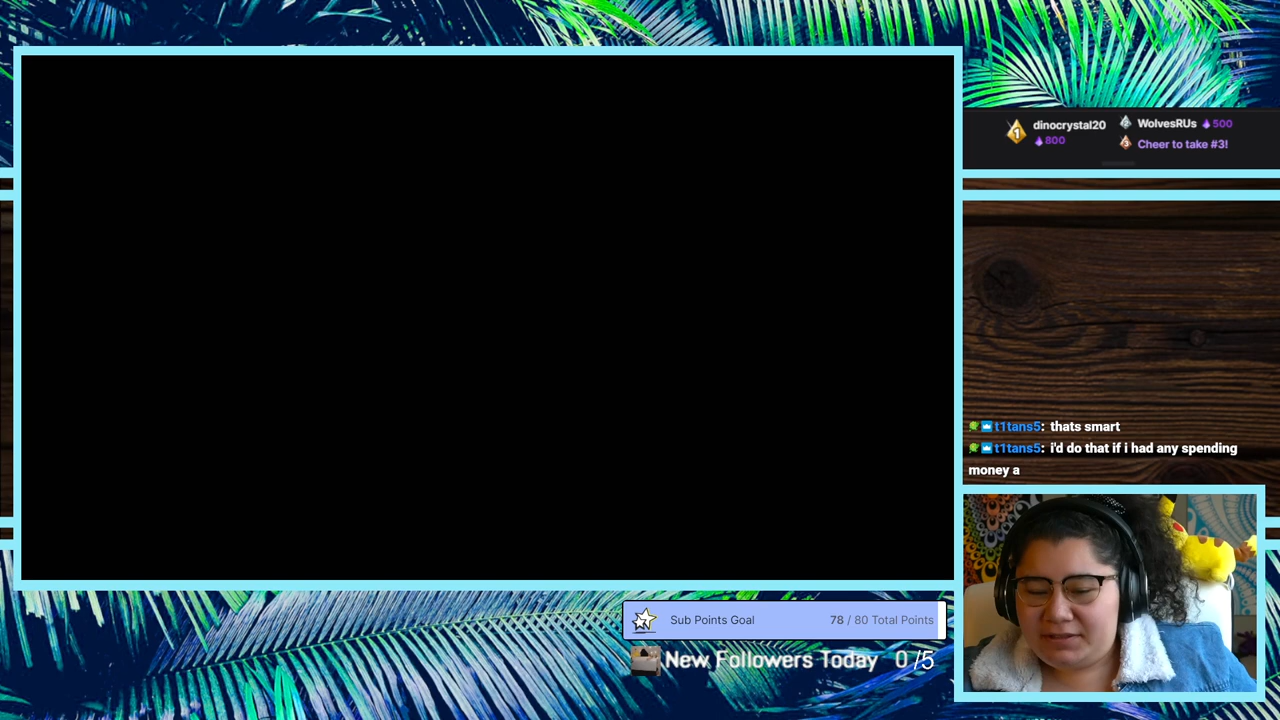 dinocrystal20
800
WolvesRUs 500
Cheer to take #3!
t1tans5: thats smart
t1tans5: i'd do that if i had any spending
money a
Sub Points Goal 78 / 80 Total Points
New Followers Today 0 /5